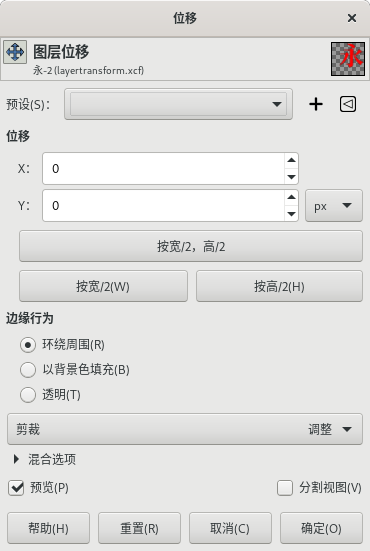 位移
图层位移
永-2 (layertransform.xcf)
预设(S)：
位移
X： 0
Y： 0 px
按宽/2，高/2
按宽/2(W) 按高/2(H)
边缘行为
环绕周围(R)
以背景色填充(B)
透明(T)
剪裁 调整
混合选项
预览(P) 分割视图(V)
帮助(H) 重置(R) 取消(C) 确定(O)
永